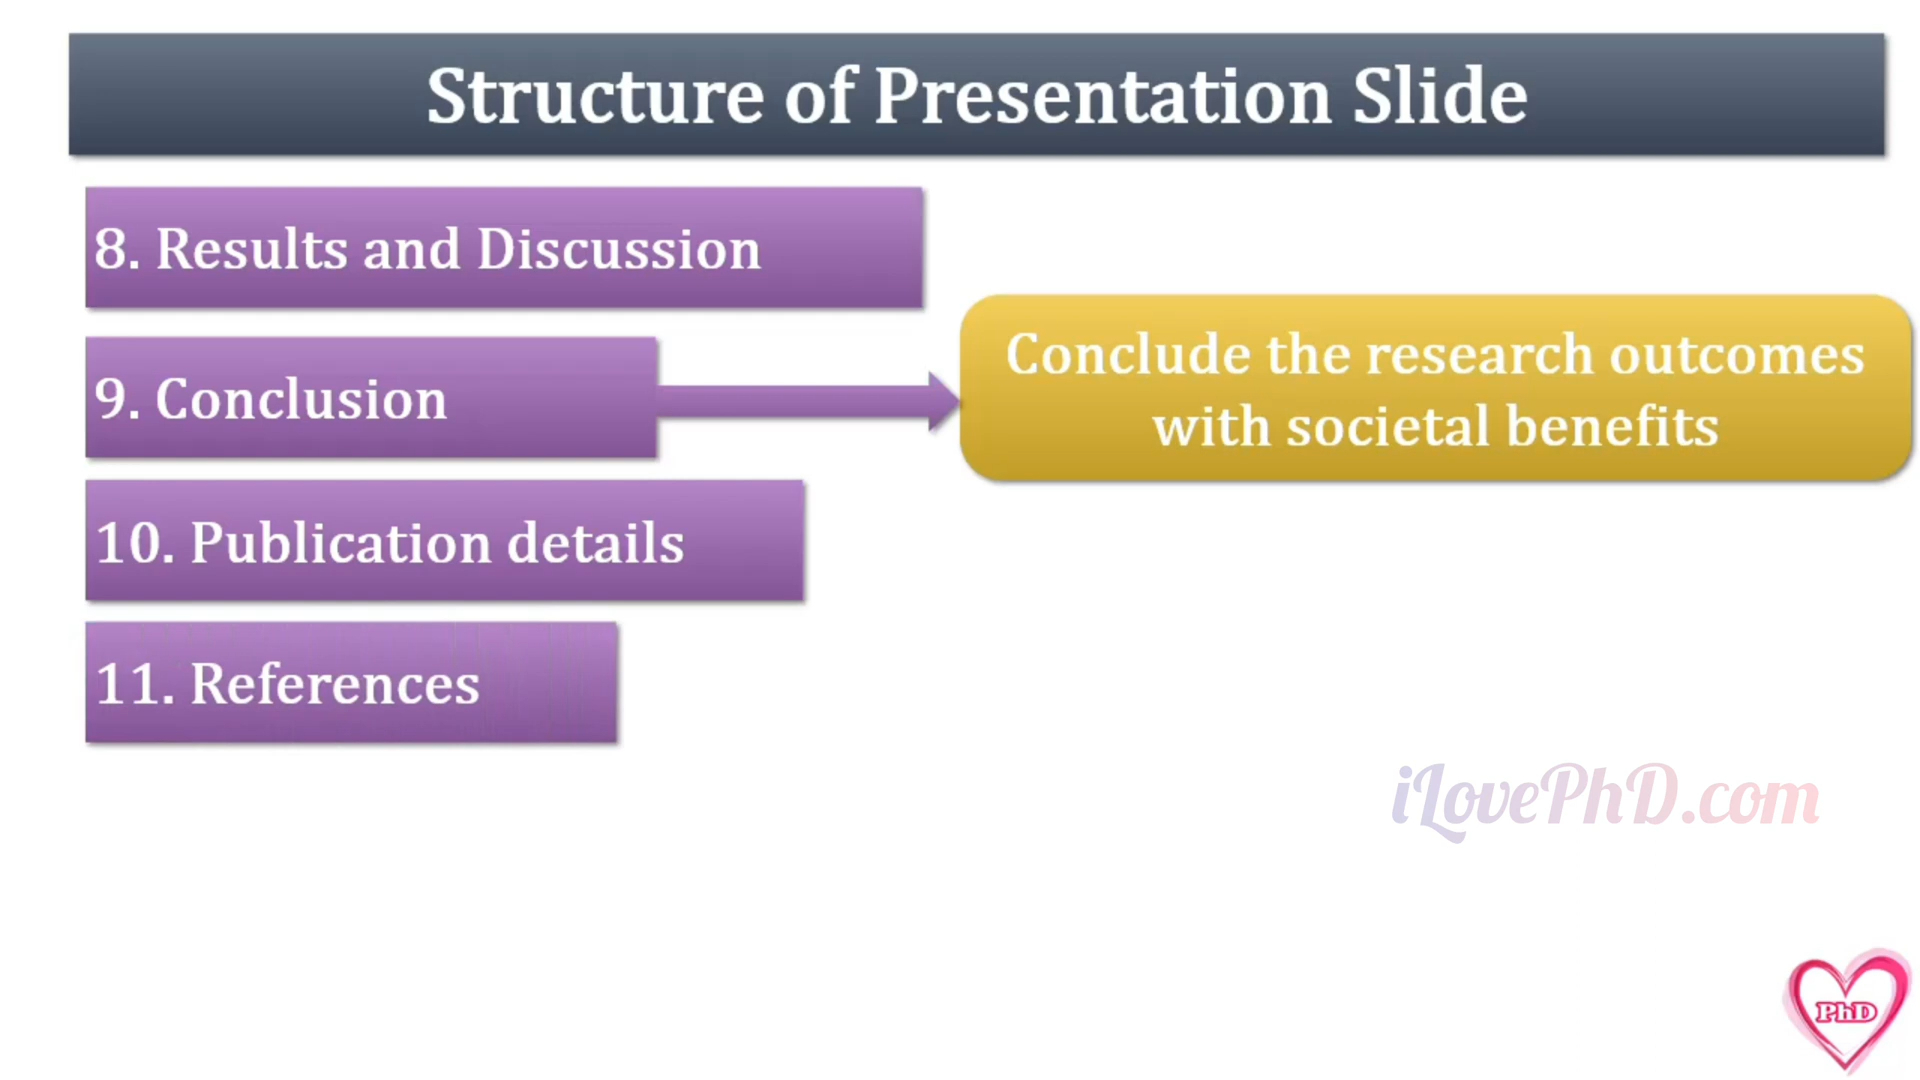 Structure of Presentation Slide
8. Results and Discussion
9. Conclusion
Conclude the research outcomes
with societal benefits
10. Publication details
11. References
iLovePhD.com
PhD